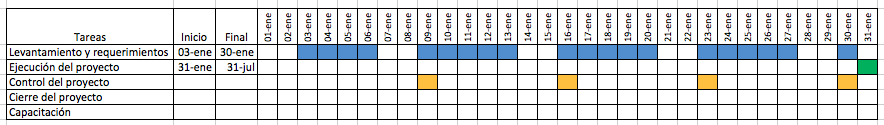 Tareas Inicio Final 01-ene 02-ene 03-ene 04-ene 05-ene 06-ene 07-ene 08-ene 09-ene 10-ene 11-ene 12-ene 13-ene 14-ene 15-ene 16-ene 17-ene 18-ene 19-ene 20-ene 21-ene 22-ene 23-ene 24-ene 25-ene 26-ene 27-ene 28-ene 29-ene 30-ene 31-ene
Levantamiento y requerimientos 03-ene 30-ene
Ejecución del proyecto 31-ene 31-jul
Control del proyecto
Cierre del proyecto
Capacitación